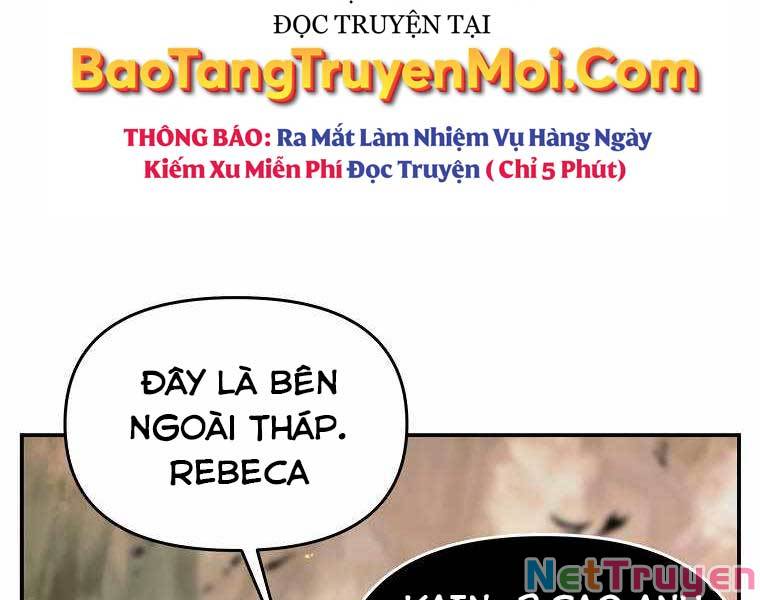 ĐỌC TRUYỆN TẠI
BaoTangTruyenMoi.Com
THÔNG BÁO: Ra Mắt Làm Nhiệm Vụ Hàng Ngày
Kiếm Xu Miễn Phí Đọc Truyện ( Chỉ 5 Phút)
ĐÂY LÀ BÊN
NGOÀI THÁP.
REBECA
NetTruyen